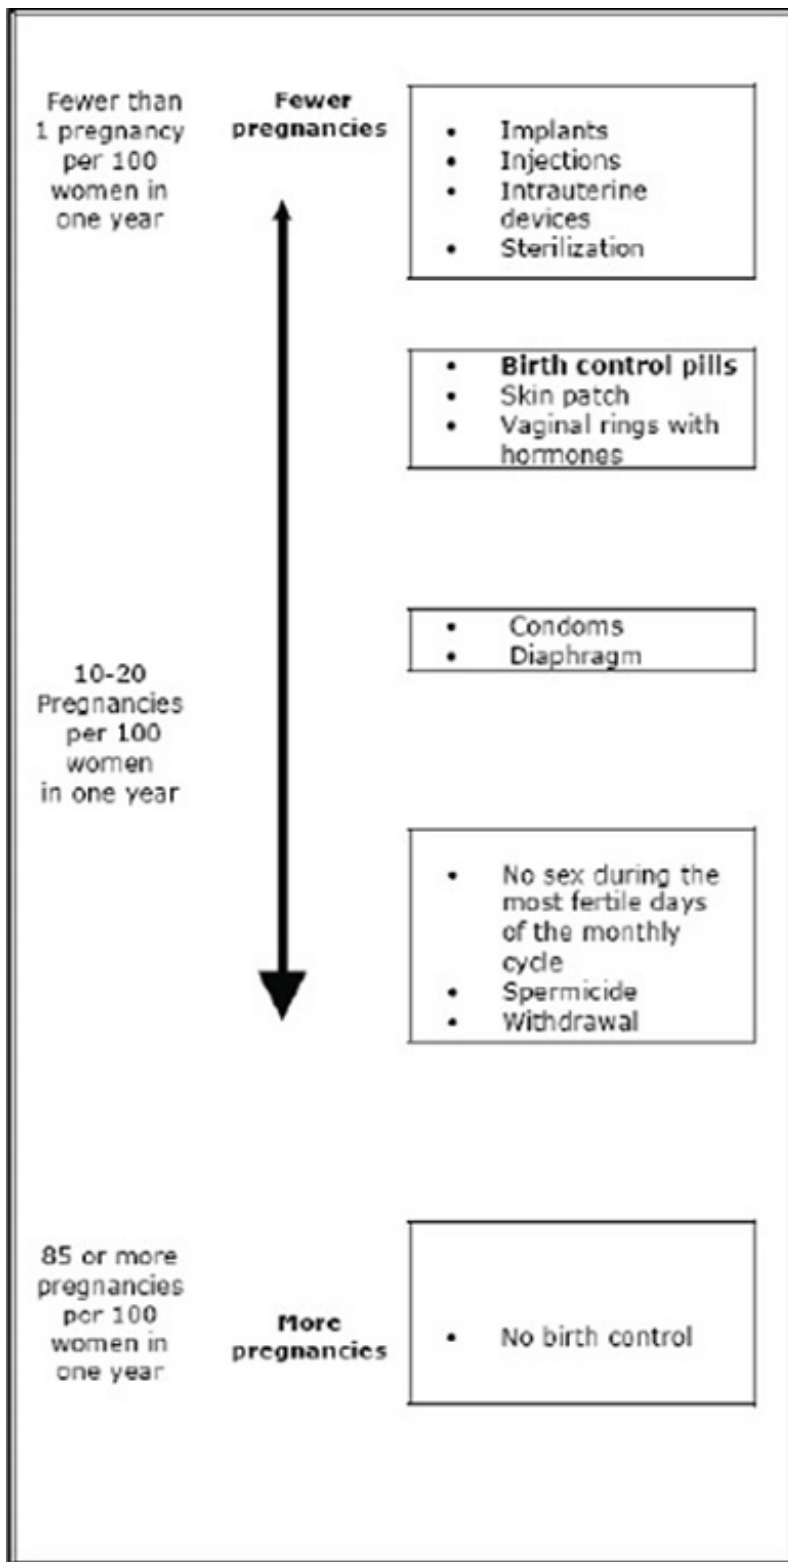 Fewer than
1 pregnancy
per 100
women in
one year
Fewer
pregnancies
• Implants
• Injections
• Intrauterine
devices
• Sterilization
• Birth control pills
• Skin patch
• Vaginal rings with
hormones
• Condoms
• Diaphragm
10-20
Pregnancies
per 100
women
in one year
• No sex during the
most fertile days
of the monthly
cycle
• Spermicide
• Withdrawal
85 or more
pregnancies
per 100
women in
one year
More
pregnancies
• No birth control